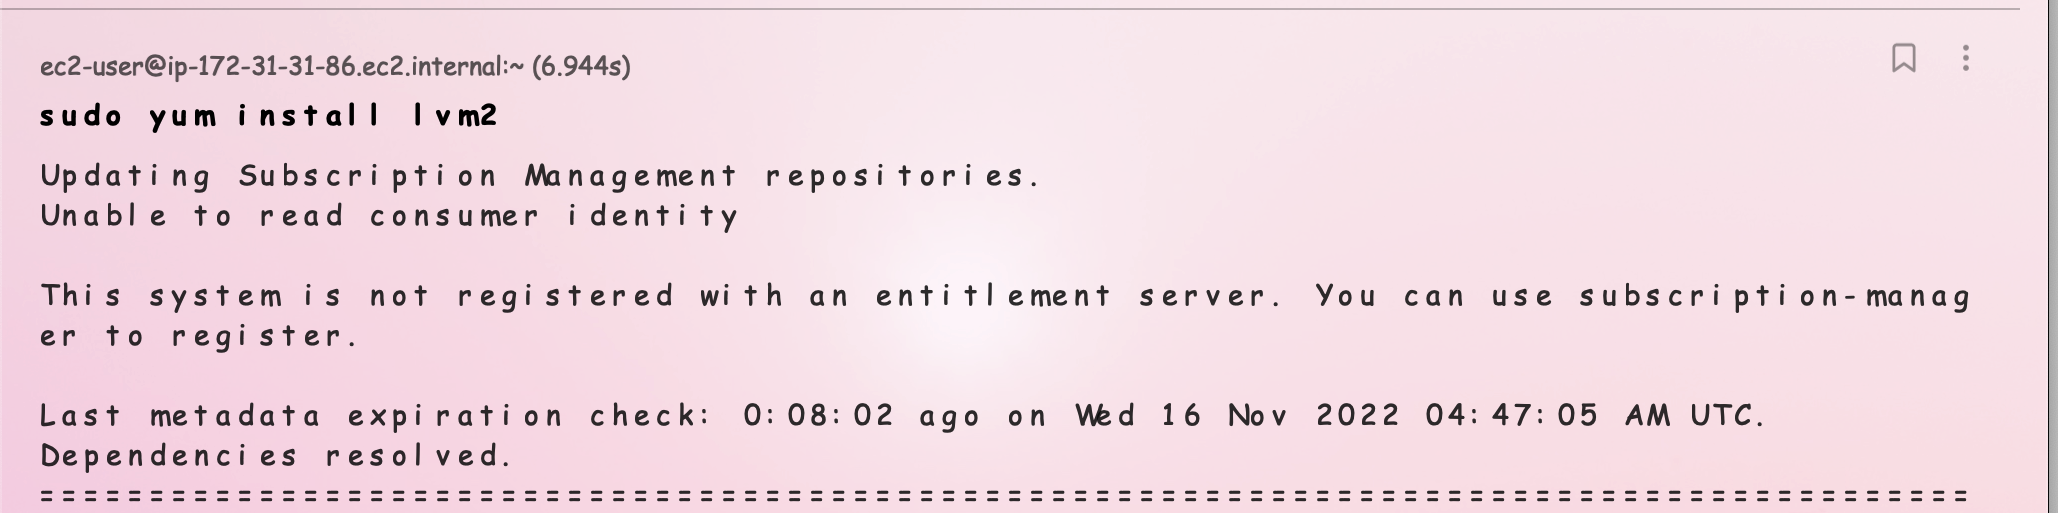 ec2-user@ip-172-31-31-86.ec2.internal:~ (6.944s)
sudo yum install lvm2
Updating Subscription Management repositories.
Unable to read consumer identity
This system is not registered with an entitlement server. You can use subscription-manag
er to register.
Last metadata expiration check: 0:08:02 ago on Wed 16 Nov 2022 04:47:05 AM UTC.
Dependencies resolved.
========================================================================================